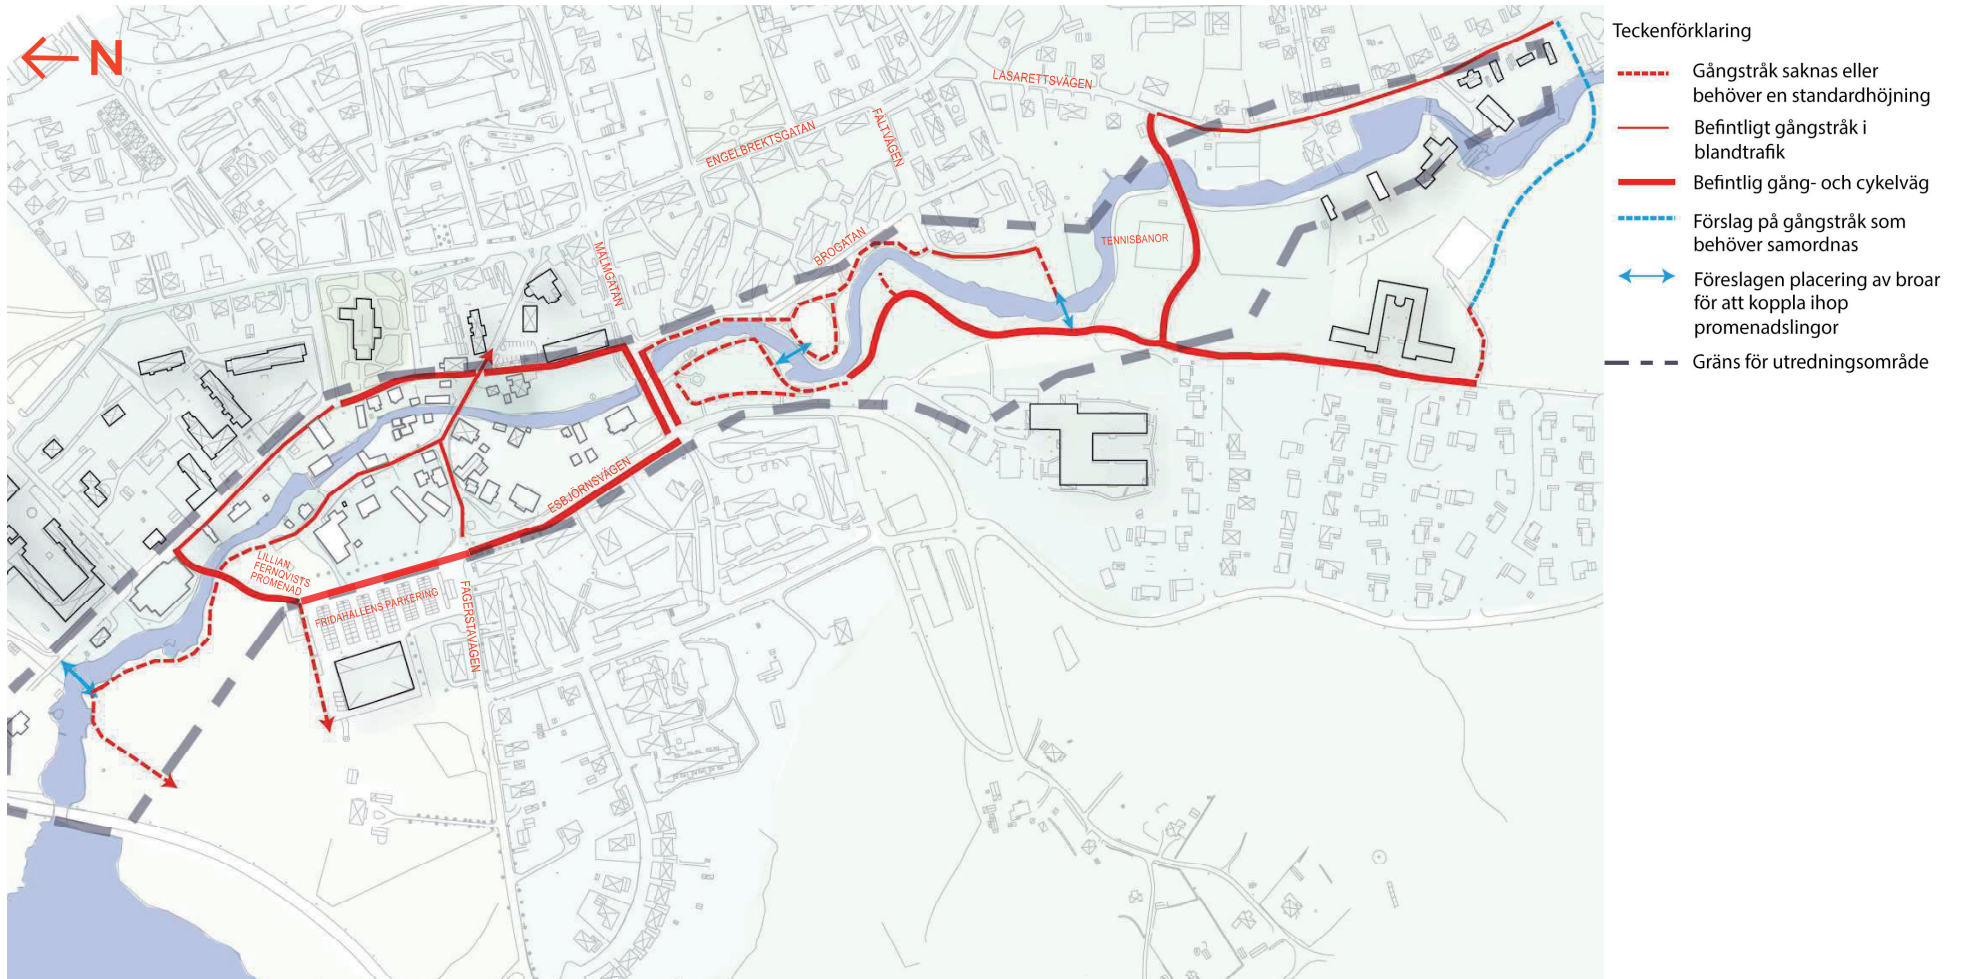 N
LASARETTSVÄGEN
ENGELBREKTSGATAN
FÄLTVÄGEN
MALMGATAN
BROGATAN
TENNISBANOR
ESBJÖRNSVÄGEN
LILLIAN
FERNQVISTS
PROMENAD
FRIDAHALLENS PARKERING
FAGERSTAVÄGEN
Teckenförklaring
Gångstråk saknas eller
behöver en standardhöjning
Befintligt gångstråk i
blandtrafik
Befintlig gång- och cykelväg
Förslag på gångstråk som
behöver samordnas
Föreslagen placering av broar
för att koppla ihop
promenadslingor
Gräns för utredningsområde